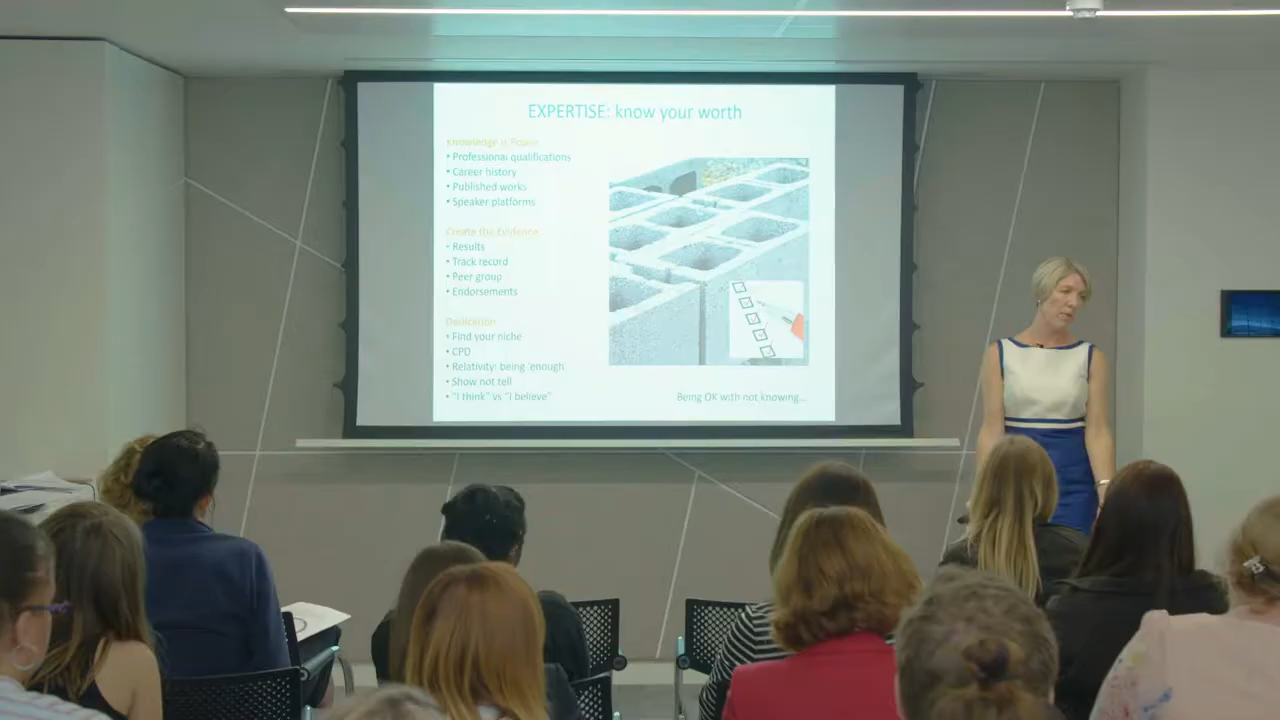 EXPERTISE: know your worth
Knowledge is Power
• Professional qualifications
• Career history
• Published works
• Speaker platforms
Create the Evidence
• Results
• Track record
• Peer group
• Endorsements
Dedication
• Find your niche
• CPD
• Relativity: being 'enough'
• Show not tell
• "I think" vs "I believe"
Being OK with not knowing...